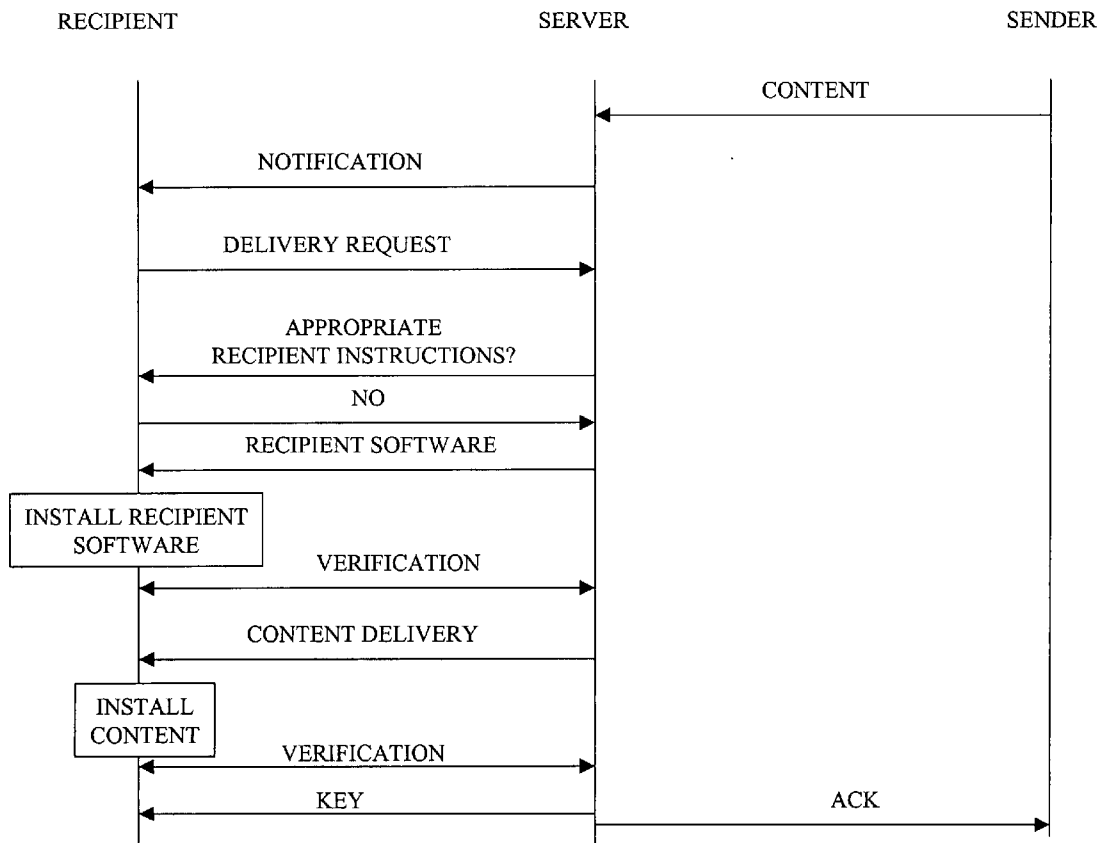 RECIPIENT
SERVER
SENDER
CONTENT
NOTIFICATION
DELIVERY REQUEST
APPROPRIATE
RECIPIENT INSTRUCTIONS?
NO
RECIPIENT SOFTWARE
INSTALL RECIPIENT
SOFTWARE
VERIFICATION
CONTENT DELIVERY
INSTALL
CONTENT
VERIFICATION
KEY
ACK